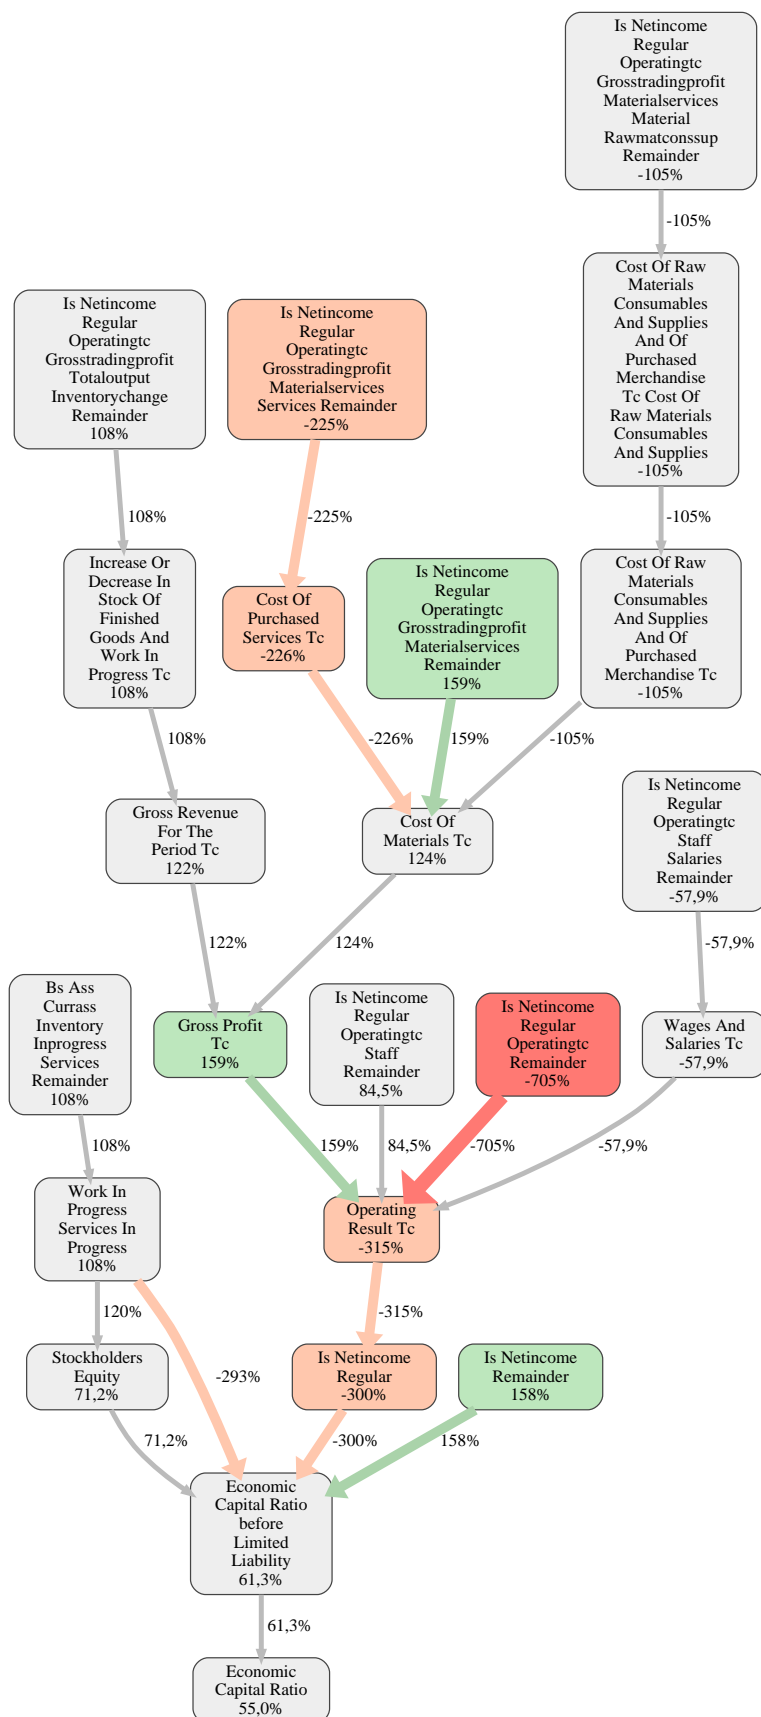 Is Netincome
Regular
Operatingtc
Grosstradingprofit
Materialservices
Material
Rawmatconssup
Remainder
-105%
-105%
Cost Of Raw
Materials
Consumables
And Supplies
And Of
Purchased
Merchandise
Tc Cost Of
Raw Materials
Consumables
And Supplies
-105%
Is Netincome
Regular
Operatingtc
Grosstradingprofit
Totaloutput
Inventorychange
Remainder
108%
Is Netincome
Regular
Operatingtc
Grosstradingprofit
Materialservices
Services Remainder
-225%
108%
-225%
-105%
Increase Or
Decrease In
Stock Of
Finished
Goods And
Work In
Progress Tc
108%
Cost Of
Purchased
Services Tc
-226%
Is Netincome
Regular
Operatingtc
Grosstradingprofit
Materialservices
Remainder
159%
Cost Of Raw
Materials
Consumables
And Supplies
And Of
Purchased
Merchandise Tc
-105%
108%
-226%
159%
-105%
Gross Revenue
For The
Period Tc
122%
Cost Of
Materials Tc
124%
Is Netincome
Regular
Operatingtc
Staff
Salaries
Remainder
-57,9%
122%
124%
-57,9%
Bs Ass
Currass
Inventory
Inprogress
Services
Remainder
108%
Gross Profit
Tc
159%
Is Netincome
Regular
Operatingtc
Staff
Remainder
84,5%
Is Netincome
Regular
Operatingtc
Remainder
-705%
Wages And
Salaries Tc
-57,9%
108%
159%
84,5%
-705%
-57,9%
Work In
Progress
Services In
Progress
108%
Operating
Result Tc
-315%
120%
-293%
-315%
Stockholders
Equity
71,2%
Is Netincome
Regular
-300%
Is Netincome
Remainder
158%
71,2%
-300%
158%
Economic
Capital Ratio
before
Limited
Liability
61,3%
61,3%
Economic
Capital Ratio
55,0%